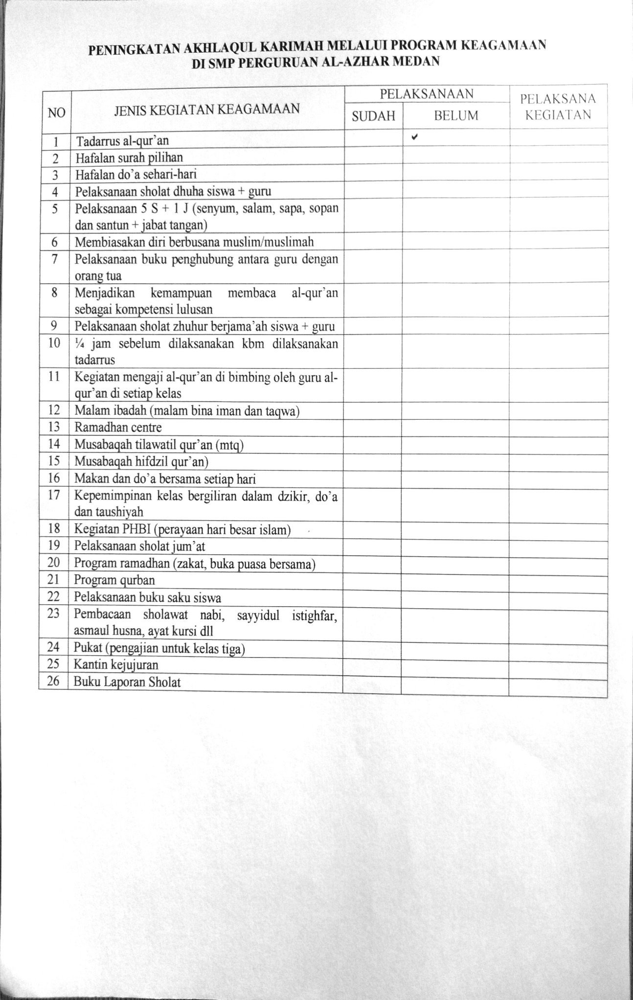 PENINGKATAN AKHLAQUL KARIMAH MELALUI PROGRAM KEAGAMAAN
DI SMP PERGURUAN AL-AZHAR MEDAN
NO
JENIS KEGIATAN KEAGAMAAN
PELAKSANAAN
SUDAH
BELUM
PELAKSANA
KEGIATAN
1 Tadarrus al-qur’an ✓
2 Hafalan surah pilihan
3 Hafalan do’a sehari-hari
4 Pelaksanaan sholat dhuha siswa + guru
5 Pelaksanaan 5 S + 1 J (senyum, salam, sapa, sopan
dan santun + jabat tangan)
6 Membiasakan diri berbusana muslim/muslimah
7 Pelaksanaan buku penghubung antara guru dengan
orang tua
8 Menjadikan kemampuan membaca al-qur’an
sebagai kompetensi lulusan
9 Pelaksanaan sholat zhuhur berjama’ah siswa + guru
10 ¼ jam sebelum dilaksanakan kbm dilaksanakan
tadarrus
11 Kegiatan mengaji al-qur’an di bimbing oleh guru al-
qur’an di setiap kelas
12 Malam ibadah (malam bina iman dan taqwa)
13 Ramadhan centre
14 Musabaqah tilawatil qur’an (mtq)
15 Musabaqah hifdzil qur’an)
16 Makan dan do’a bersama setiap hari
17 Kepemimpinan kelas bergiliran dalam dzikir, do’a
dan taushiyah
18 Kegiatan PHBI (perayaan hari besar islam)
19 Pelaksanaan sholat jum’at
20 Program ramadhan (zakat, buka puasa bersama)
21 Program qurban
22 Pelaksanaan buku saku siswa
23 Pembacaan sholawat nabi, sayyidul istighfar,
asmaul husna, ayat kursi dll
24 Pukat (pengajian untuk kelas tiga)
25 Kantin kejujuran
26 Buku Laporan Sholat